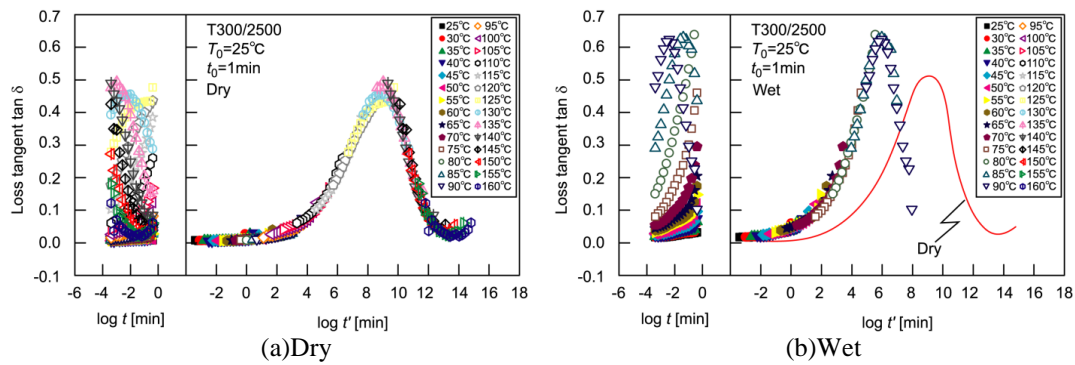 T300/2500
T₀=25℃
t₀=1min
Dry
25℃ 95℃
30℃ 100℃
35℃ 105℃
40℃ 110℃
45℃ 115℃
50℃ 120℃
55℃ 125℃
60℃ 130℃
65℃ 135℃
70℃ 140℃
75℃ 145℃
80℃ 150℃
85℃ 155℃
90℃ 160℃
Loss tangent tan δ
0.7
0.6
0.5
0.4
0.3
0.2
0.1
0.0
-0.1
-6 -4 -2 0 -2 0 2 4 6 8 10 12 14 16 18
log t [min] log t′ [min]
(a)Dry
T300/2500
T₀=25℃
t₀=1min
Wet
25℃ 95℃
30℃ 100℃
35℃ 105℃
40℃ 110℃
45℃ 115℃
50℃ 120℃
55℃ 125℃
60℃ 130℃
65℃ 135℃
70℃ 140℃
75℃ 145℃
80℃ 150℃
85℃ 155℃
90℃ 160℃
Dry
Loss tangent tan δ
0.7
0.6
0.5
0.4
0.3
0.2
0.1
0.0
-0.1
-6 -4 -2 0 -2 0 2 4 6 8 10 12 14 16 18
log t [min] log t′ [min]
(b)Wet